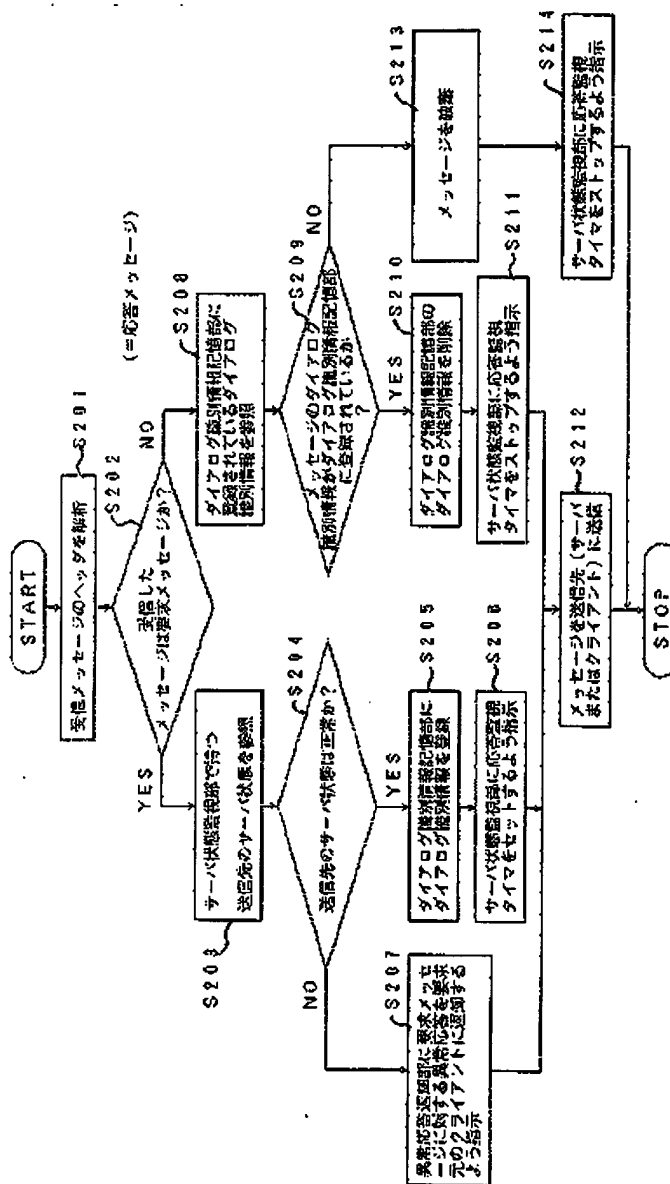 START
受信メッセージのヘッダを解析
S201
受信した
メッセージは要求メッセージか?
S202
YES
NO
(=応答メッセージ)
サーバ状態監視部で持つ
送信先のサーバ状態を参照
S203
送信先のサーバ状態は正常か?
S204
NO
YES
ダイアログ識別情報記憶部に
ダイアログ識別情報を登録
S205
サーバ状態監視部に応答監視
タイマをセットするよう指示
S206
異常応答返却部に要求メッセ
ージに対する異常応答を要求
元のクライアントに返却する
よう指示
S207
ダイアログ識別情報記憶部に
登録されているダイアログ
識別情報を参照
S208
メッセージのダイアログ
識別情報がダイアログ識別情報記憶部
に登録されているか
?
S209
YES
NO
ダイアログ識別情報記憶部の
ダイアログ識別情報を削除
S210
サーバ状態監視部に応答監視
タイマをストップするよう指示
S211
メッセージを送信先(サーバ
またはクライアント)に送信
S212
メッセージを破棄
S213
サーバ状態監視部に応答監視
タイマをストップするよう指示
S214
STOP